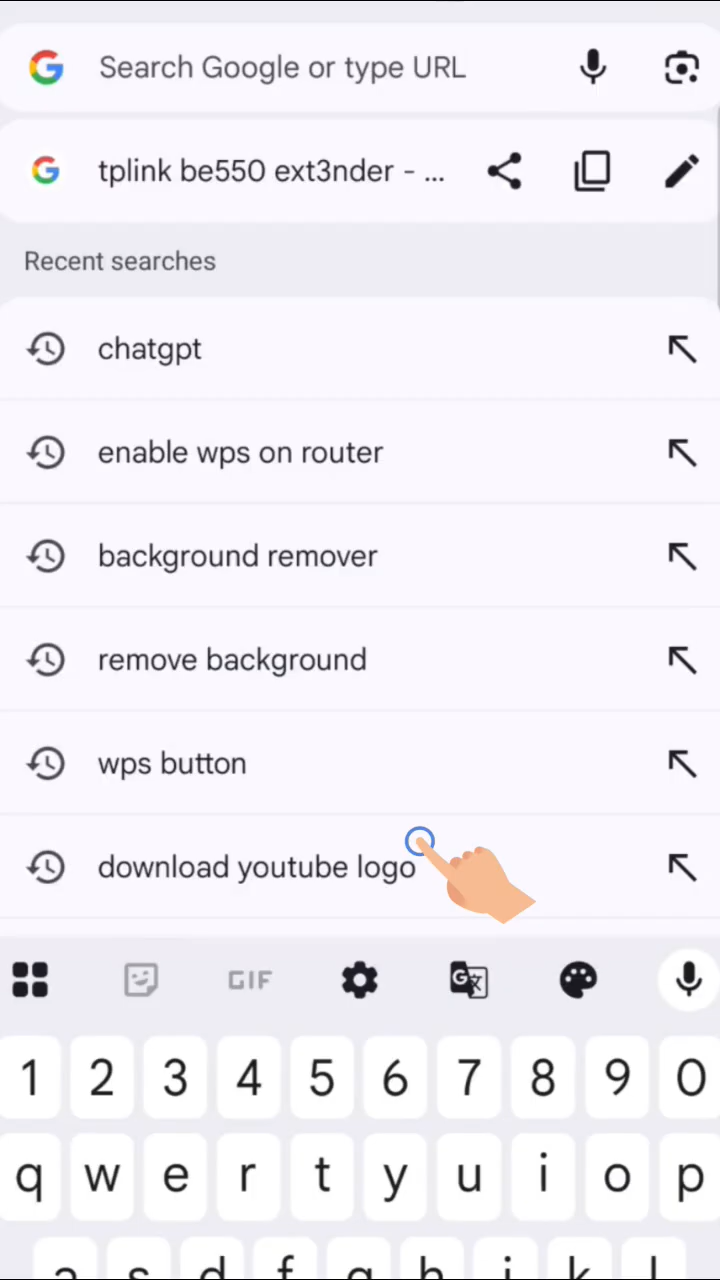 Search Google or type URL
tplink be550 ext3nder - ...
Recent searches
chatgpt
enable wps on router
background remover
remove background
wps button
download youtube logo
GIF
1 2 3 4 5 6 7 8 9 0
q w e r t y u i o p
a s d f g h j k l